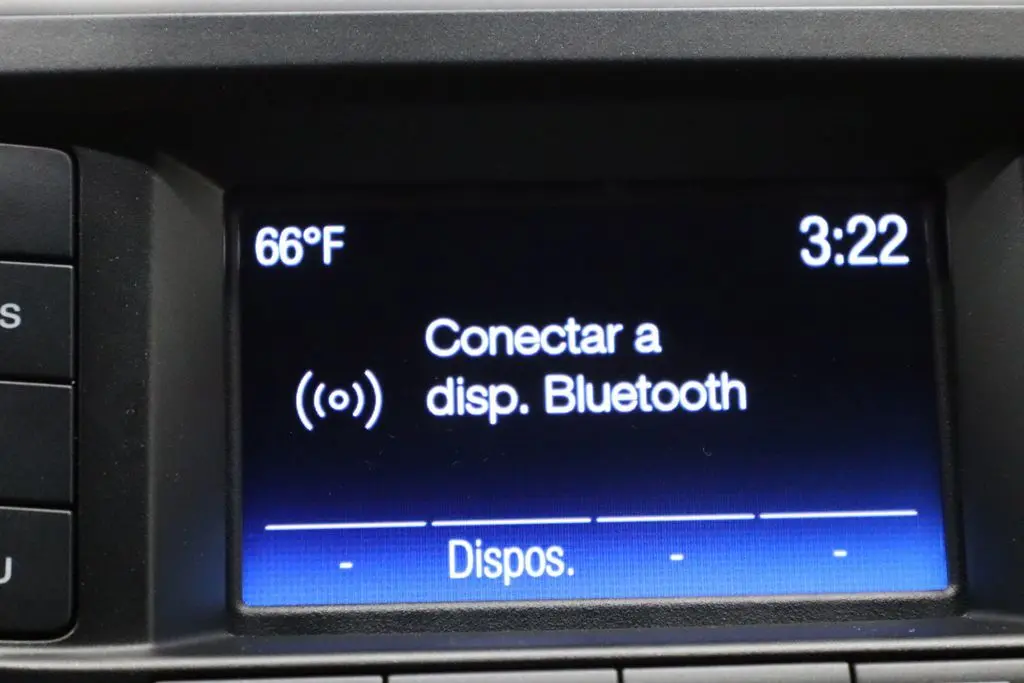 66°F
3:22
Conectar a
disp. Bluetooth
- Dispos. - -
S
U